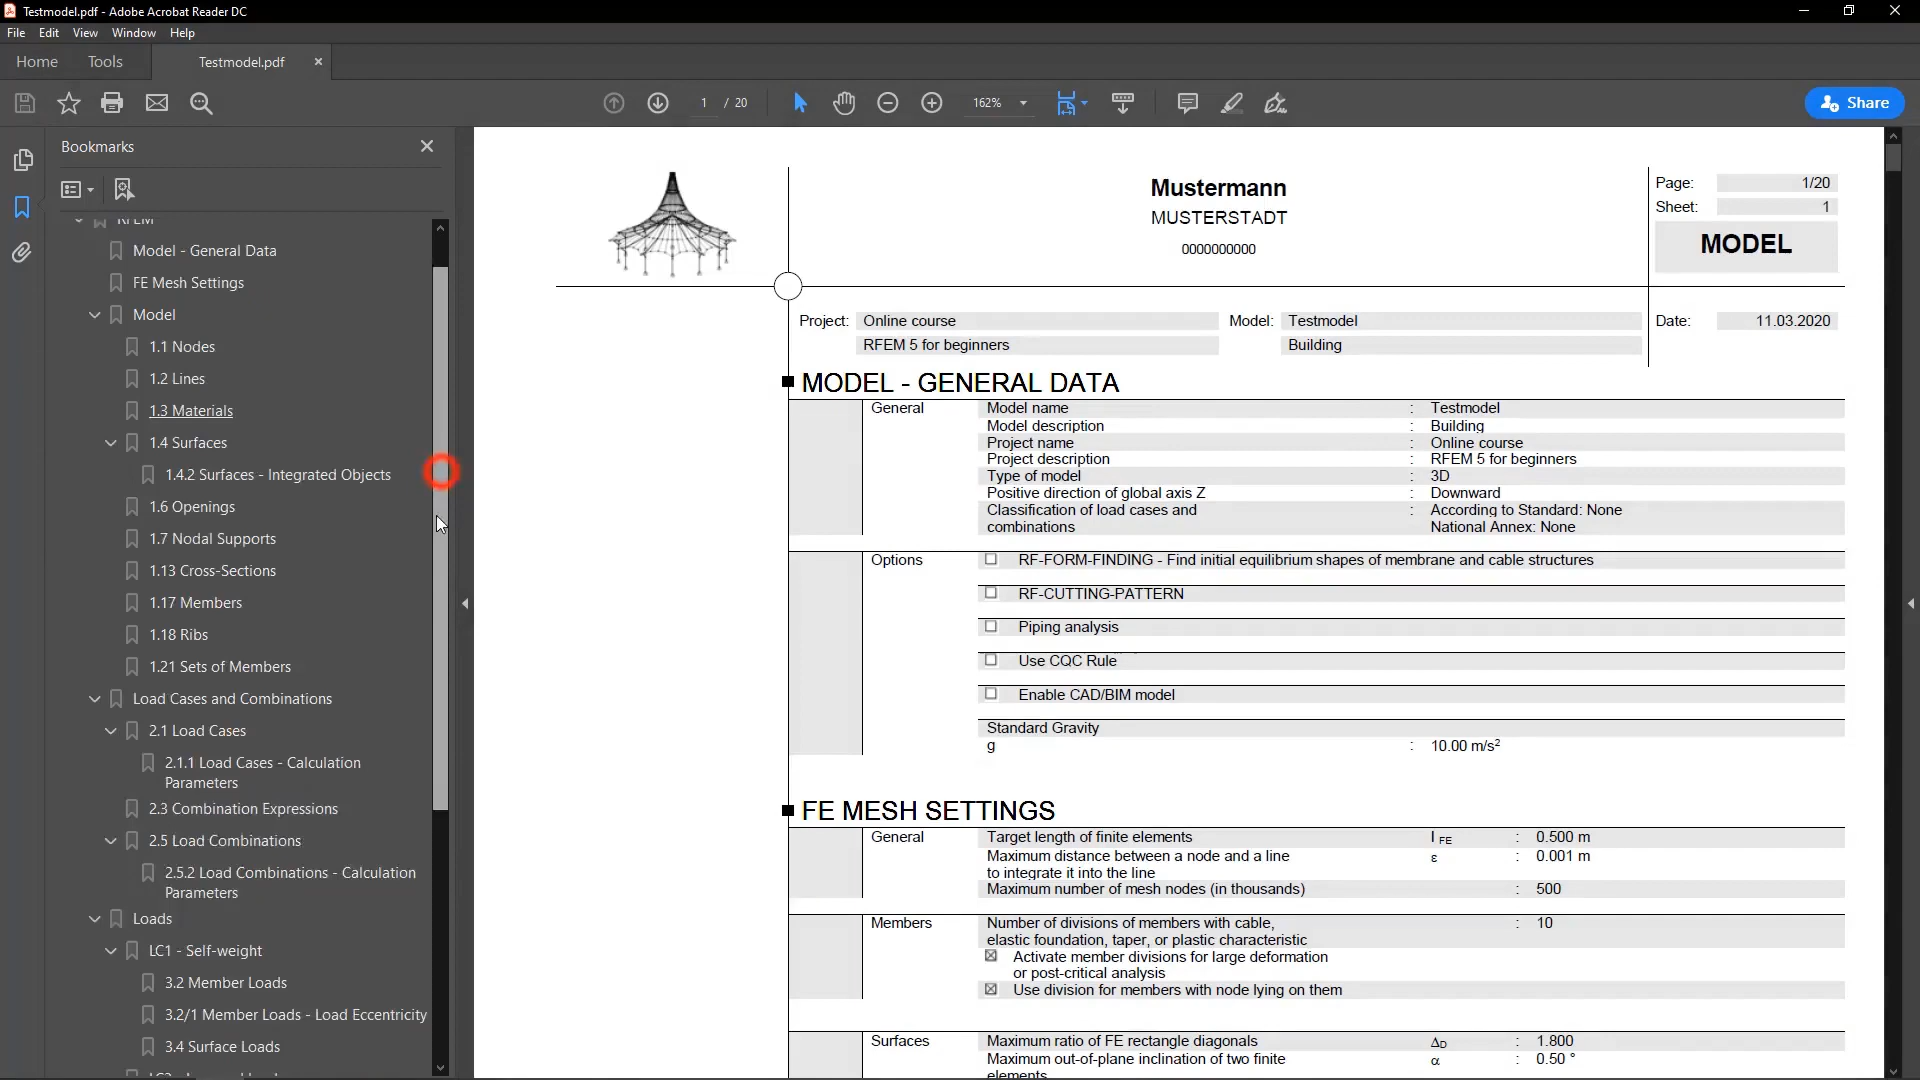 Testmodel.pdf - Adobe Acrobat Reader DC
File Edit View Window Help
Home Tools Testmodel.pdf
1 / 20 162% Share
Bookmarks
RFEM
Model - General Data
FE Mesh Settings
Model
1.1 Nodes
1.2 Lines
1.3 Materials
1.4 Surfaces
1.4.2 Surfaces - Integrated Objects
1.6 Openings
1.7 Nodal Supports
1.13 Cross-Sections
1.17 Members
1.18 Ribs
1.21 Sets of Members
Load Cases and Combinations
2.1 Load Cases
2.1.1 Load Cases - Calculation
Parameters
2.3 Combination Expressions
2.5 Load Combinations
2.5.2 Load Combinations - Calculation
Parameters
Loads
LC1 - Self-weight
3.2 Member Loads
3.2/1 Member Loads - Load Eccentricity
3.4 Surface Loads
Mustermann
MUSTERSTADT
0000000000
Page: 1/20
Sheet: 1
MODEL
Project: Online course Model: Testmodel Date: 11.03.2020
RFEM 5 for beginners Building
MODEL - GENERAL DATA
General Model name : Testmodel
Model description : Building
Project name : Online course
Project description : RFEM 5 for beginners
Type of model : 3D
Positive direction of global axis Z : Downward
Classification of load cases and : According to Standard: None
combinations National Annex: None
Options RF-FORM-FINDING - Find initial equilibrium shapes of membrane and cable structures
RF-CUTTING-PATTERN
Piping analysis
Use CQC Rule
Enable CAD/BIM model
Standard Gravity
g : 10.00 m/s²
FE MESH SETTINGS
General Target length of finite elements l FE : 0.500 m
Maximum distance between a node and a line ε : 0.001 m
to integrate it into the line
Maximum number of mesh nodes (in thousands) : 500
Members Number of divisions of members with cable, : 10
elastic foundation, taper, or plastic characteristic
Activate member divisions for large deformation
or post-critical analysis
Use division for members with node lying on them
Surfaces Maximum ratio of FE rectangle diagonals ΔD : 1.800
Maximum out-of-plane inclination of two finite α : 0.50 °
elements